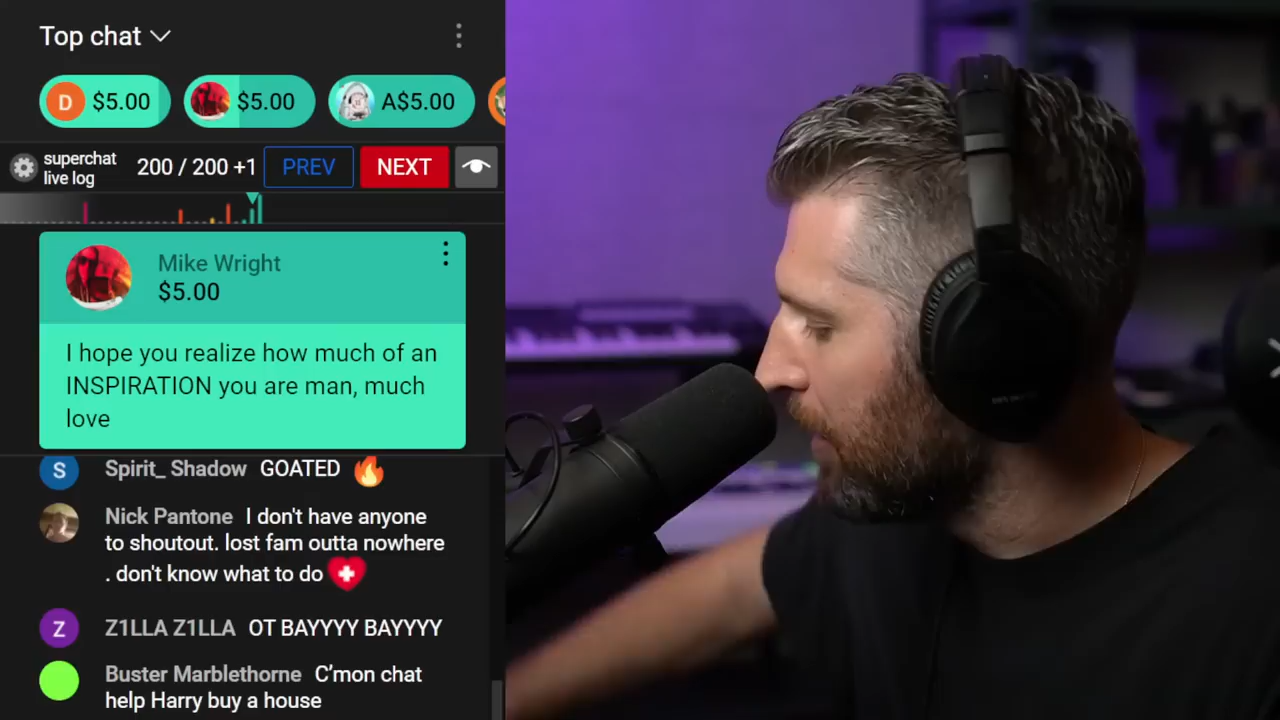 Top chat
D $5.00 $5.00 A$5.00
superchat
live log
200 / 200 +1 PREV NEXT
Mike Wright
$5.00
I hope you realize how much of an
INSPIRATION you are man, much
love
S Spirit_ Shadow GOATED 🔥
Nick Pantone I don't have anyone
to shoutout. lost fam outta nowhere
. don't know what to do
Z Z1LLA Z1LLA OT BAYYYY BAYYYY
Buster Marblethorne C’mon chat
help Harry buy a house